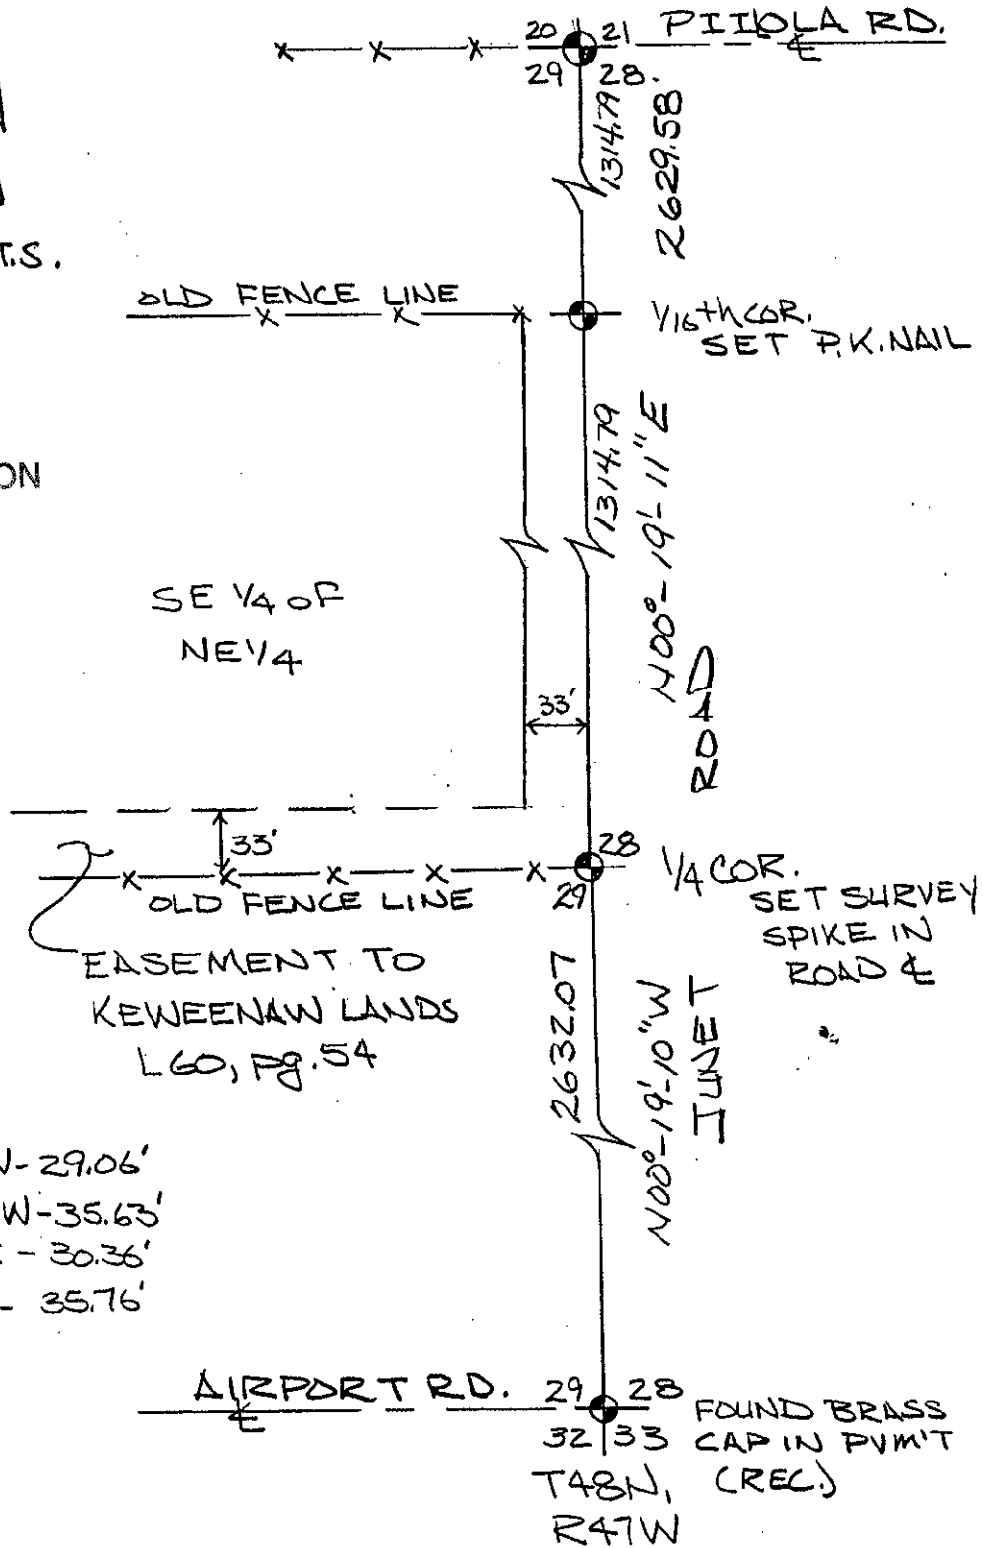 20 21 PIIOLA RD.
℄
29 28.
1314.79
2629.58
T.S.
OLD FENCE LINE
1/16th COR.
SET P.K. NAIL
1314.79
N00°-19'-11"E
ON
SE 1/4 OF
NE 1/4
33'
ROAD
33'
28
29
1/4 COR.
SET SURVEY
SPIKE IN
ROAD ℄
OLD FENCE LINE
EASEMENT TO
KEWEENAW LANDS
L60, pg. 54
2632.07
N00°-19'-10"W
JUNET
- 29.06'
W - 35.63'
- 30.36'
- 35.76'
AIRPORT RD.
℄
29 28
32 33
FOUND BRASS
CAP IN PVM'T
(REC.)
T48N,
R47W